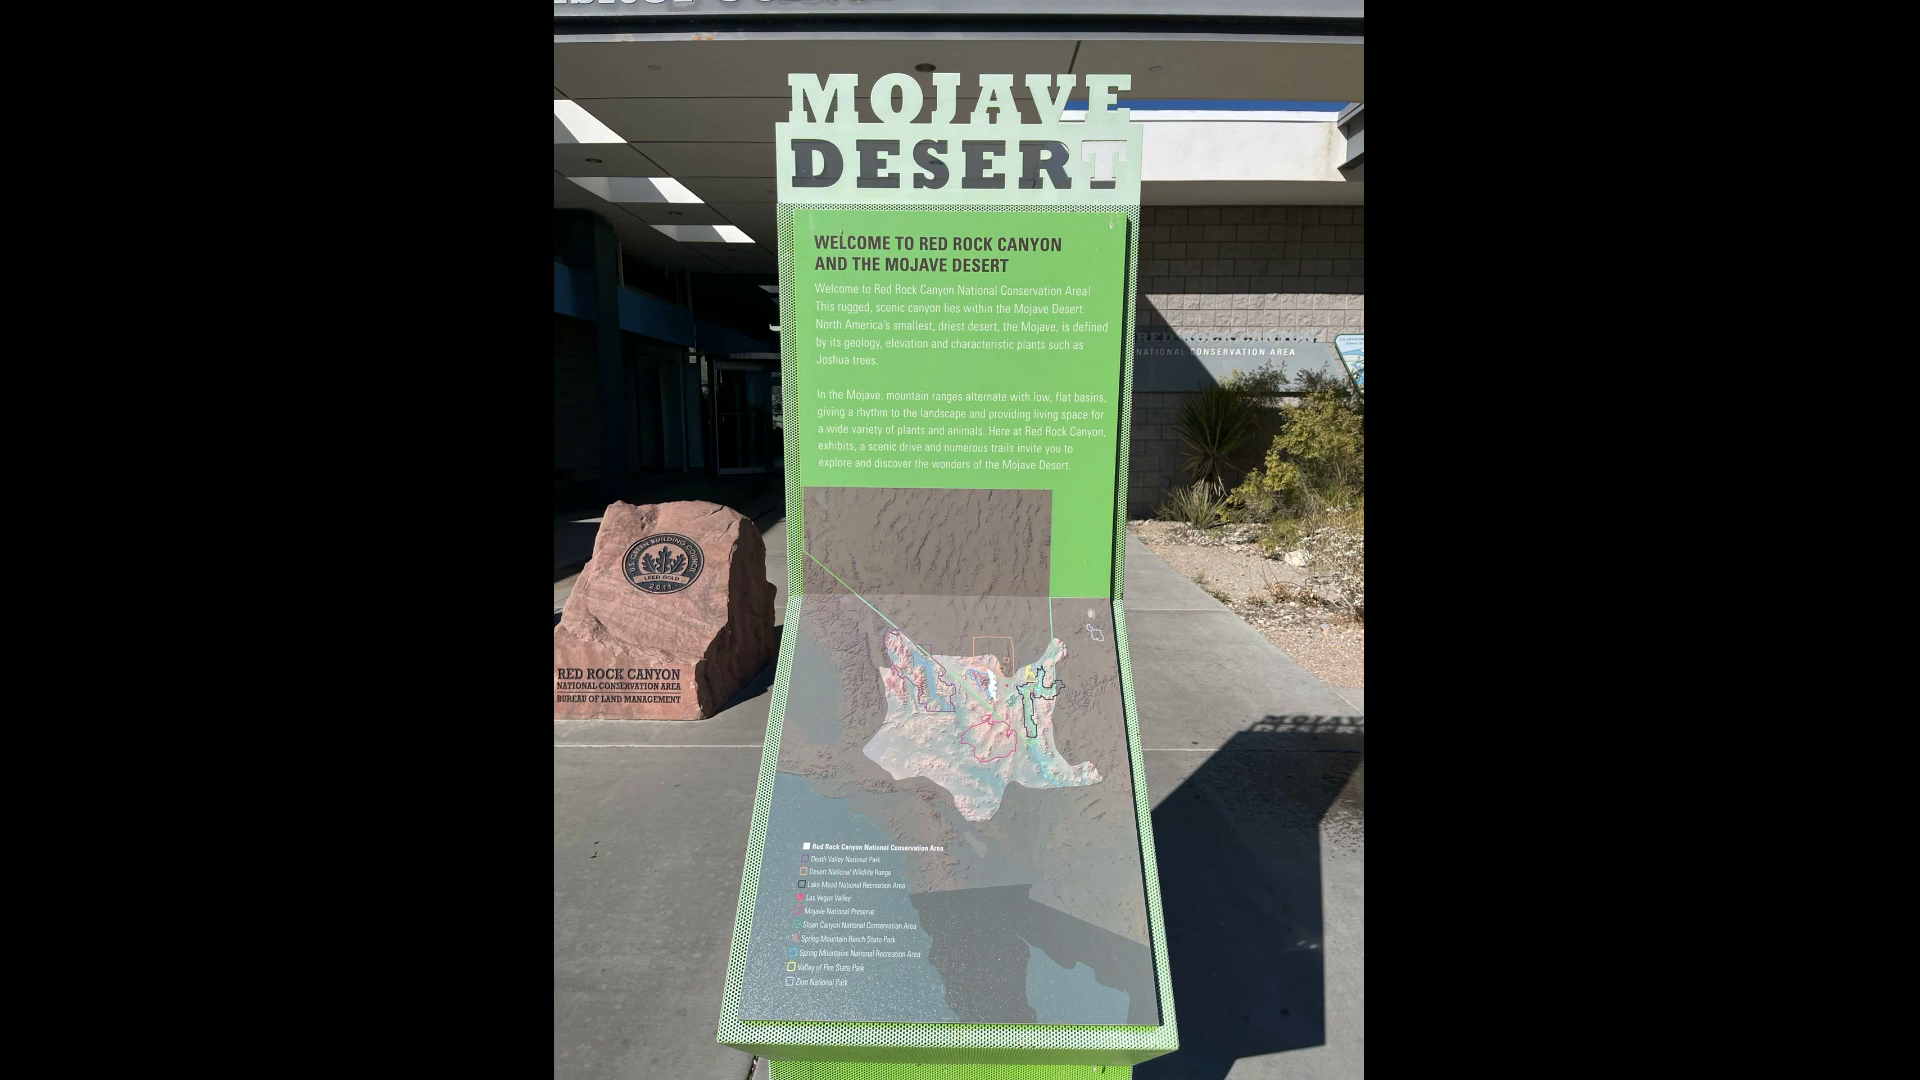 MOJAVE
DESERT
WELCOME TO RED ROCK CANYON
AND THE MOJAVE DESERT
Welcome to Red Rock Canyon National Conservation Area!
This rugged, scenic canyon lies within the Mojave Desert.
North America's smallest, driest desert, the Mojave, is defined
by its geology, elevation and characteristic plants such as
Joshua trees.
In the Mojave, mountain ranges alternate with low, flat basins,
giving a rhythm to the landscape and providing living space for
a wide variety of plants and animals. Here at Red Rock Canyon,
exhibits, a scenic drive and numerous trails invite you to
explore and discover the wonders of the Mojave Desert.
Red Rock Canyon National Conservation Area
Death Valley National Park
Desert National Wildlife Range
Lake Mead National Recreation Area
Las Vegas Valley
Mojave National Preserve
Sloan Canyon National Conservation Area
Spring Mountain Ranch State Park
Spring Mountains National Recreation Area
Valley of Fire State Park
Zion National Park
U.S. GREEN BUILDING COUNCIL
LEED GOLD
2011
RED ROCK CANYON
NATIONAL CONSERVATION AREA
BUREAU OF LAND MANAGEMENT
RED ROCK CANYON
NATIONAL CONSERVATION AREA